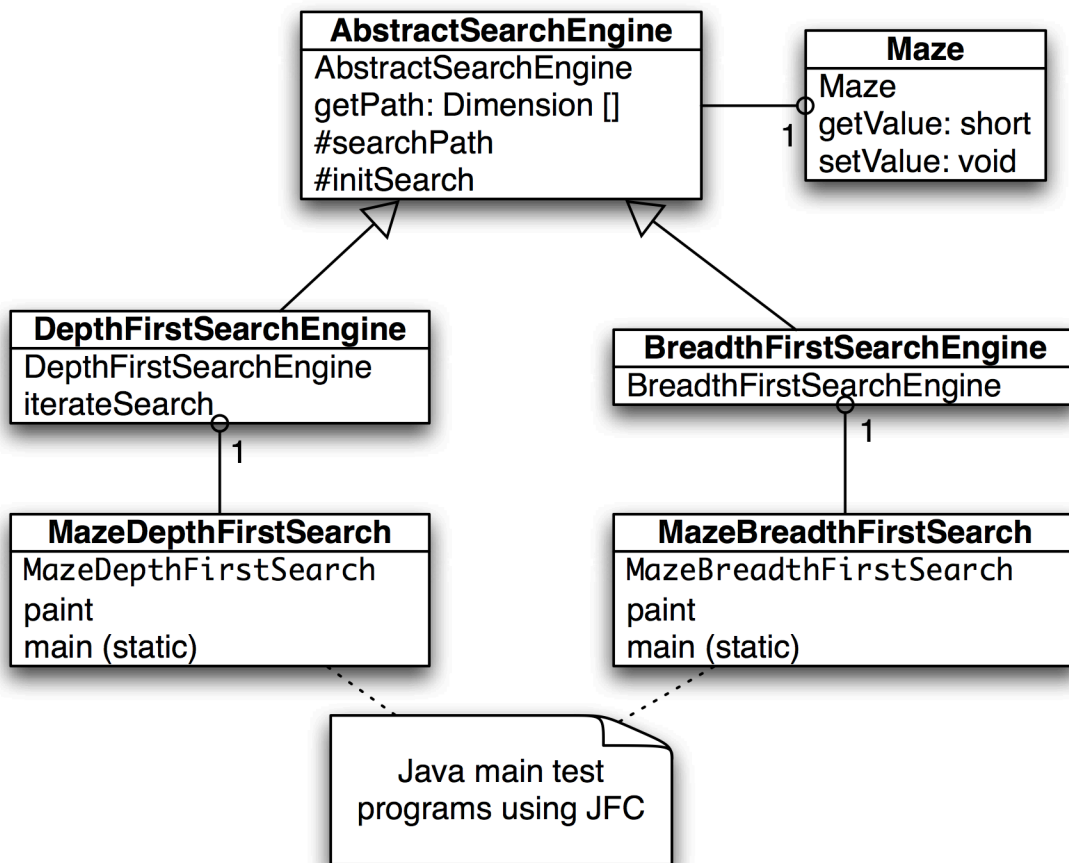 AbstractSearchEngine
AbstractSearchEngine
getPath: Dimension []
#searchPath
#initSearch
Maze
Maze
getValue: short
setValue: void
1
DepthFirstSearchEngine
DepthFirstSearchEngine
iterateSearch
1
BreadthFirstSearchEngine
BreadthFirstSearchEngine
1
MazeDepthFirstSearch
MazeDepthFirstSearch
paint
main (static)
MazeBreadthFirstSearch
MazeBreadthFirstSearch
paint
main (static)
Java main test
programs using JFC